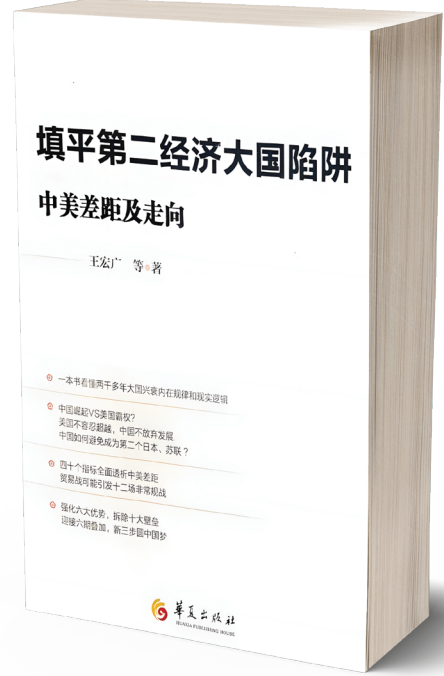 填平第二经济大国陷阱
中美差距及走向
王宏广 等 著
一本书看懂两千多年大国兴衰内在规律和现实逻辑
中国崛起VS美国霸权?
美国不容忍超越，中国不放弃发展
中国如何避免成为第二个日本、苏联?
四十个指标全面透析中美差距
贸易战可能引发十二场非常规战
强化六大优势，拆除十大壁垒
迎接六期叠加，新三步圆中国梦
華夏出版社
HUAXIA PUBLISHING HOUSE